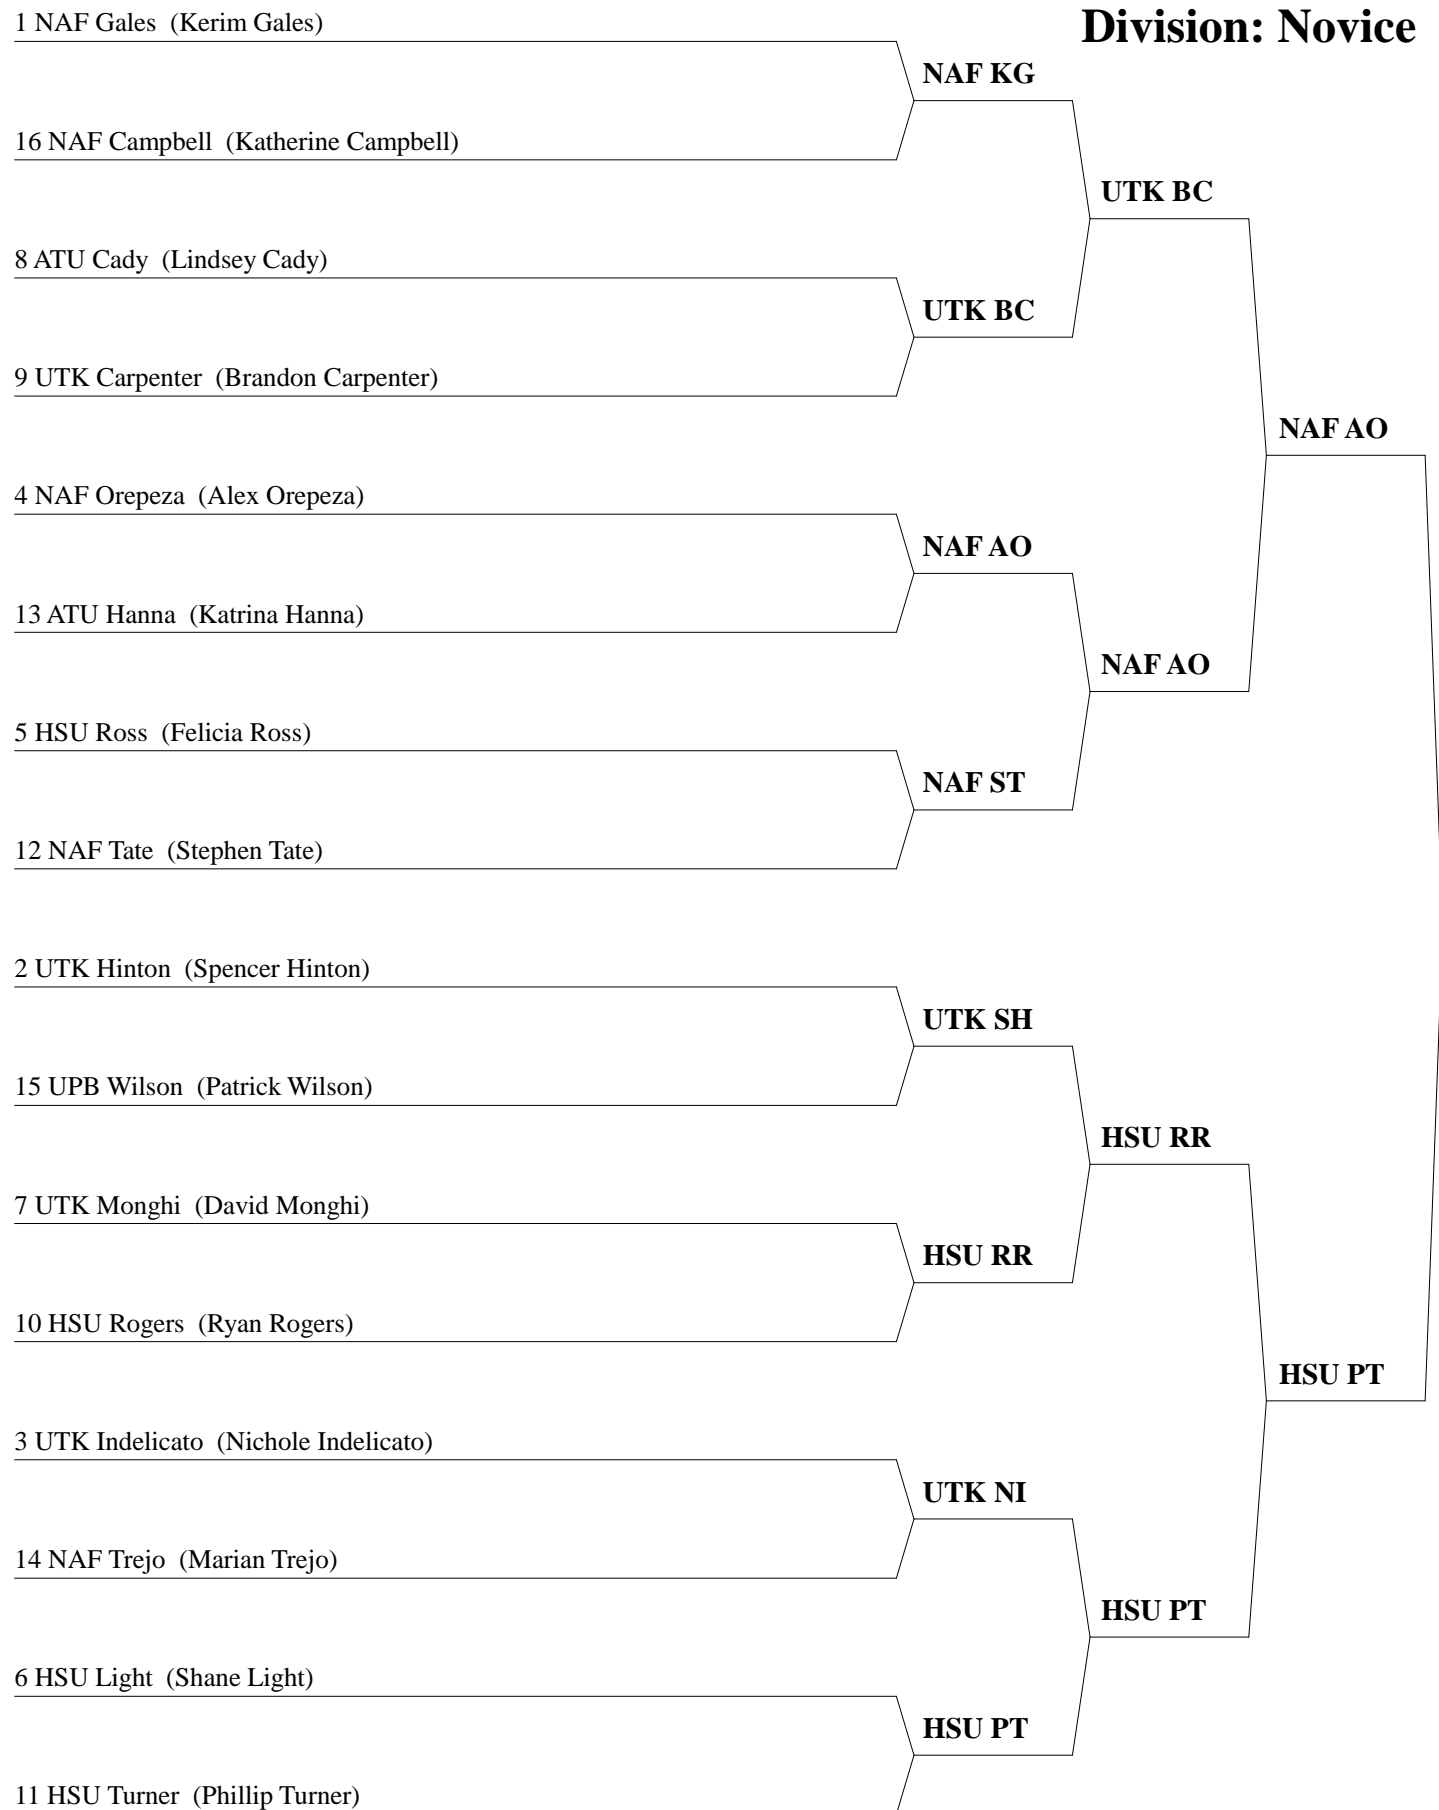 Division: Novice
1 NAF Gales (Kerim Gales)
NAF KG
16 NAF Campbell (Katherine Campbell)
UTK BC
8 ATU Cady (Lindsey Cady)
UTK BC
9 UTK Carpenter (Brandon Carpenter)
NAF AO
4 NAF Orepeza (Alex Orepeza)
NAF AO
13 ATU Hanna (Katrina Hanna)
NAF AO
5 HSU Ross (Felicia Ross)
NAF ST
12 NAF Tate (Stephen Tate)
2 UTK Hinton (Spencer Hinton)
UTK SH
15 UPB Wilson (Patrick Wilson)
HSU RR
7 UTK Monghi (David Monghi)
HSU RR
10 HSU Rogers (Ryan Rogers)
HSU PT
3 UTK Indelicato (Nichole Indelicato)
UTK NI
14 NAF Trejo (Marian Trejo)
HSU PT
6 HSU Light (Shane Light)
HSU PT
11 HSU Turner (Phillip Turner)